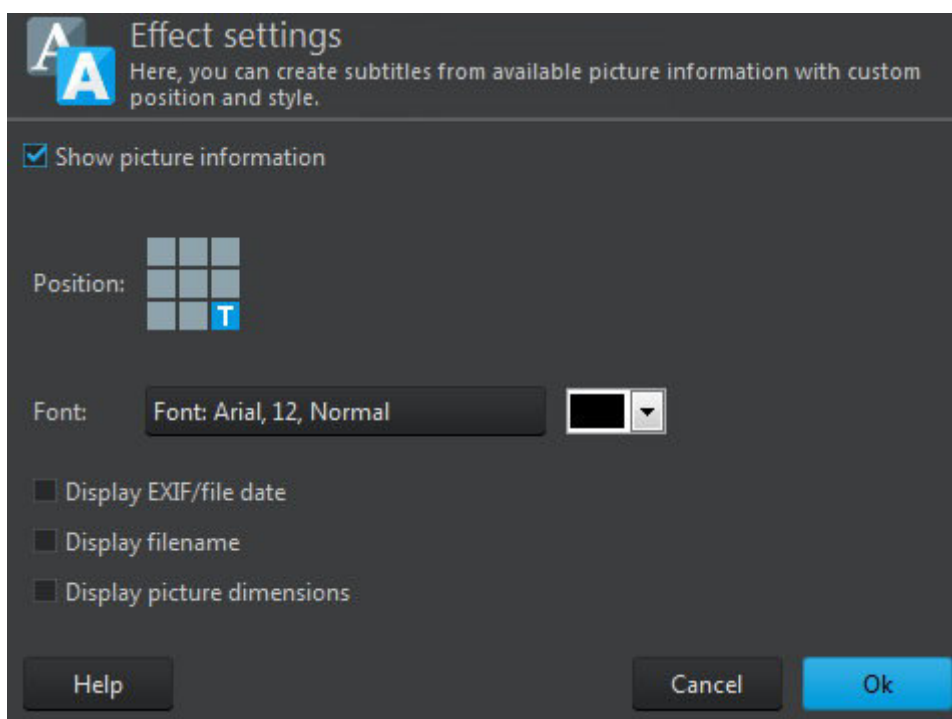 Effect settings
Here, you can create subtitles from available picture information with custom
position and style.
Show picture information
Position:
T
Font:
Font: Arial, 12, Normal
Display EXIF/file date
Display filename
Display picture dimensions
Help
Cancel
Ok